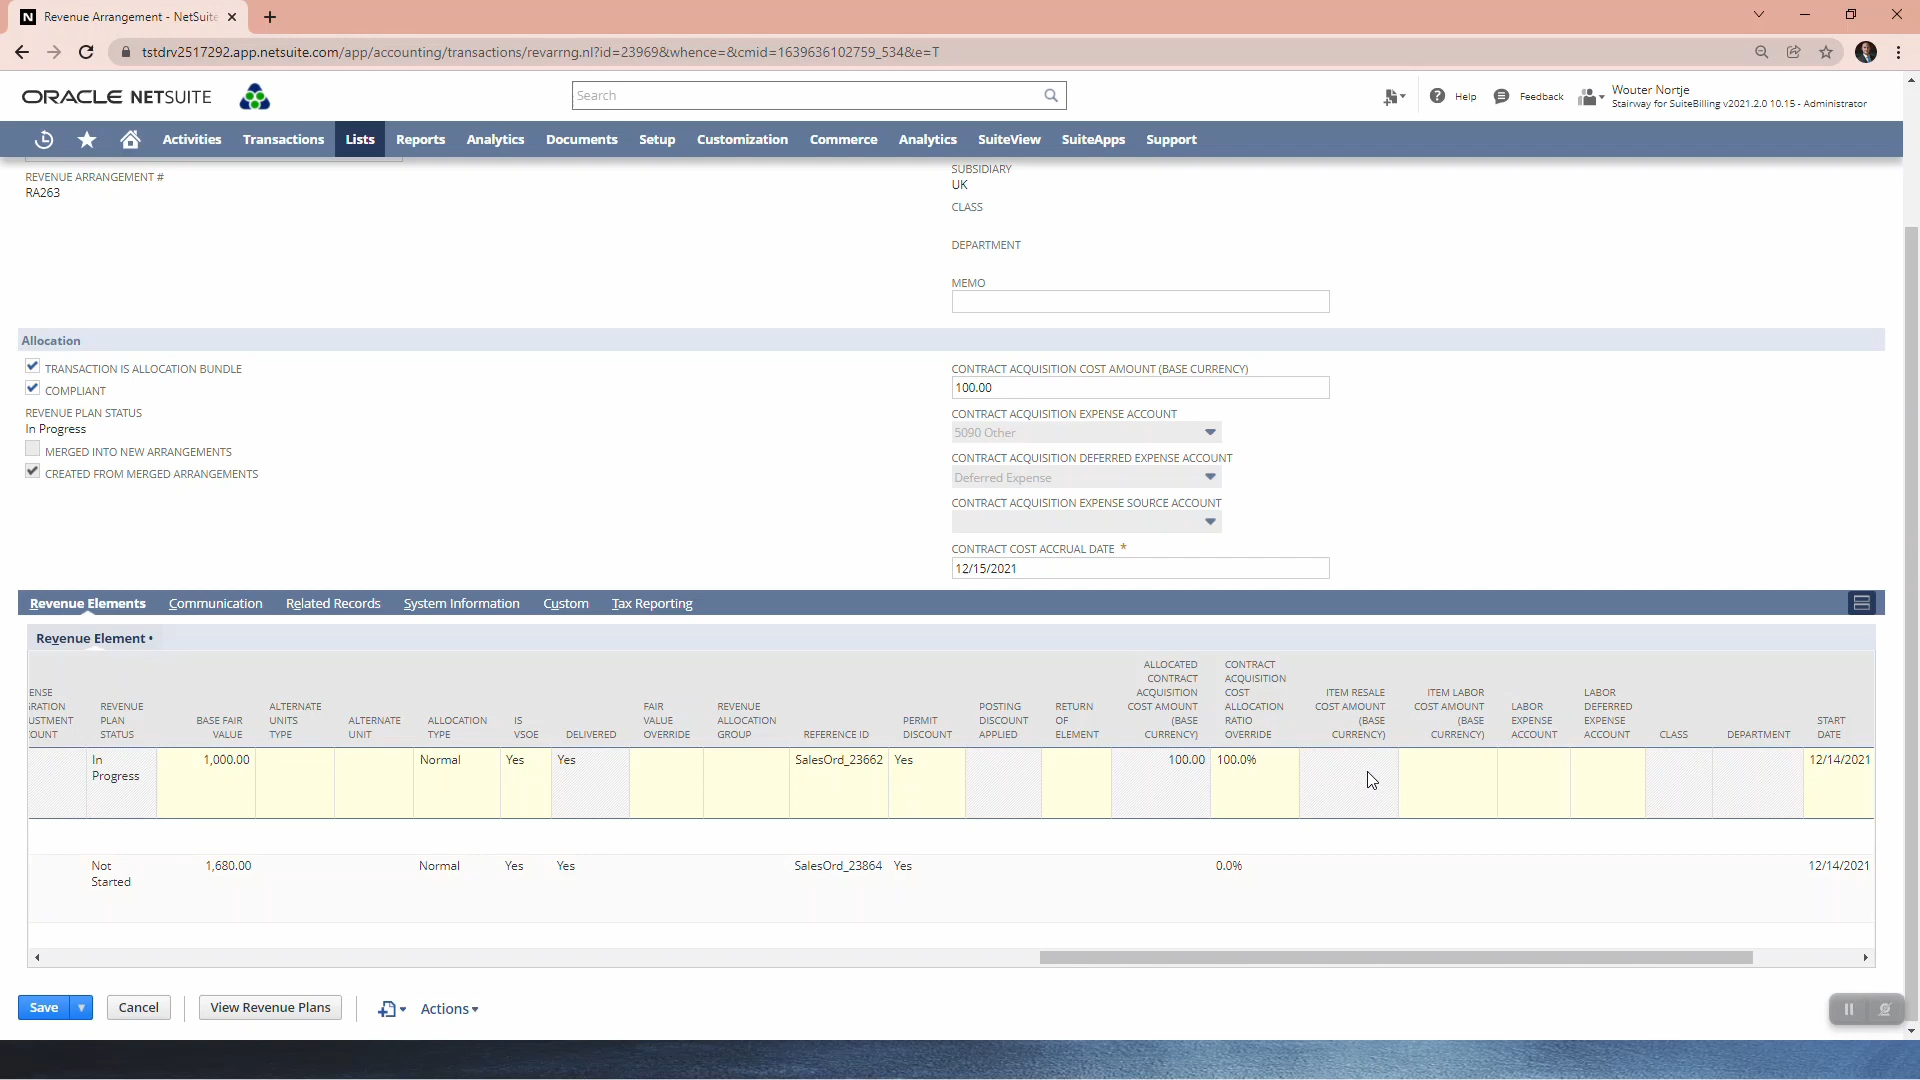 Revenue Arrangement - NetSuite
tstdrv2517292.app.netsuite.com/app/accounting/transactions/revarrng.nl?id=23969&whence=&cmid=1639636102759_534&e=T
ORACLE NETSUITE
Search
Help
Feedback
Wouter Nortje
Stairway for SuiteBilling v2021.2.0 10.15 - Administrator
Activities Transactions Lists Reports Analytics Documents Setup Customization Commerce Analytics SuiteView SuiteApps Support
REVENUE ARRANGEMENT #
RA263
SUBSIDIARY
UK
CLASS
DEPARTMENT
MEMO
Allocation
TRANSACTION IS ALLOCATION BUNDLE
COMPLIANT
REVENUE PLAN STATUS
In Progress
MERGED INTO NEW ARRANGEMENTS
CREATED FROM MERGED ARRANGEMENTS
CONTRACT ACQUISITION COST AMOUNT (BASE CURRENCY)
100.00
CONTRACT ACQUISITION EXPENSE ACCOUNT
5090 Other
CONTRACT ACQUISITION DEFERRED EXPENSE ACCOUNT
Deferred Expense
CONTRACT ACQUISITION EXPENSE SOURCE ACCOUNT
CONTRACT COST ACCRUAL DATE *
12/15/2021
Revenue Elements Communication Related Records System Information Custom Tax Reporting
Revenue Element •
ENSE
IRATION
USTMENT
OUNT
REVENUE
PLAN
STATUS
BASE FAIR
VALUE
ALTERNATE
UNITS
TYPE
ALTERNATE
UNIT
ALLOCATION
TYPE
IS
VSOE
DELIVERED
FAIR
VALUE
OVERRIDE
REVENUE
ALLOCATION
GROUP
REFERENCE ID
PERMIT
DISCOUNT
POSTING
DISCOUNT
APPLIED
RETURN
OF
ELEMENT
ALLOCATED
CONTRACT
ACQUISITION
COST AMOUNT
(BASE
CURRENCY)
CONTRACT
ACQUISITION
COST
ALLOCATION
RATIO
OVERRIDE
ITEM RESALE
COST AMOUNT
(BASE
CURRENCY)
ITEM LABOR
COST AMOUNT
(BASE
CURRENCY)
LABOR
EXPENSE
ACCOUNT
LABOR
DEFERRED
EXPENSE
ACCOUNT
CLASS
DEPARTMENT
START
DATE
In
Progress
1,000.00 Normal Yes Yes SalesOrd_23662 Yes 100.00 100.0% 12/14/2021
Not
Started
1,680.00 Normal Yes Yes SalesOrd_23864 Yes 0.0% 12/14/2021
Save
Cancel
View Revenue Plans
Actions